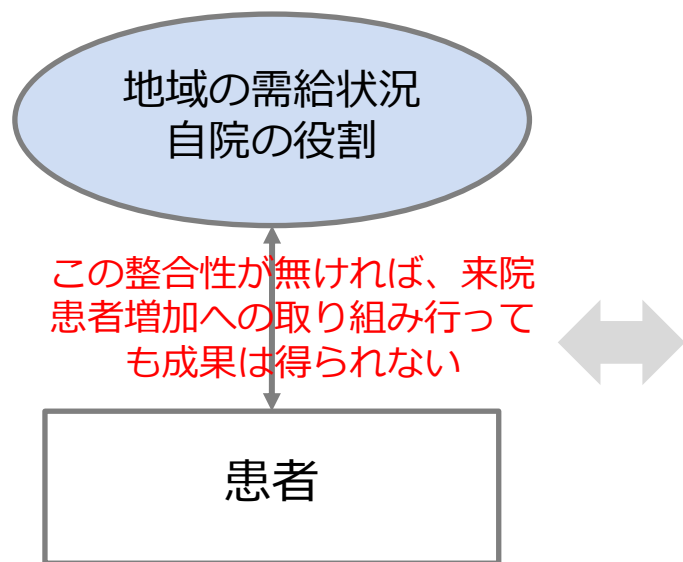 地域の需給状況
自院の役割
この整合性が無ければ、来院
患者増加への取り組み行って
も成果は得られない
患者